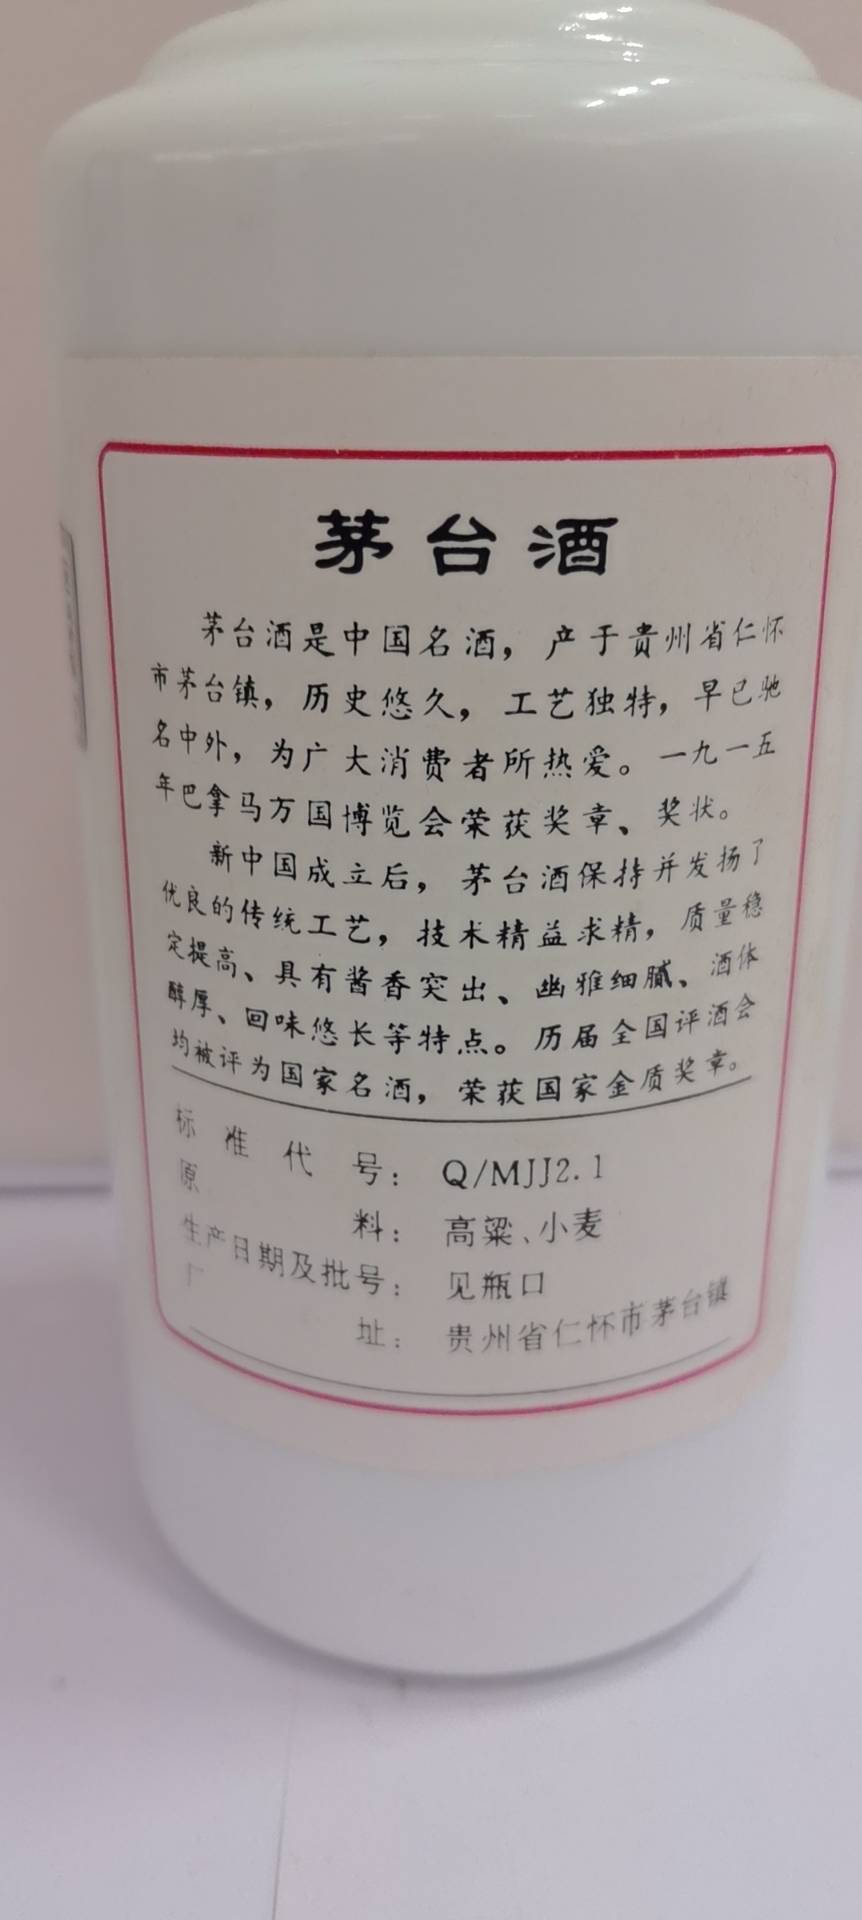 茅台酒
茅台酒是中国名酒，产于贵州省仁怀
市茅台镇，历史悠久，工艺独特，早已驰
名中外，为广大消费者所热爱。一九一五
年巴拿马万国博览会荣获奖章、奖状。
新中国成立后，茅台酒保持并发扬了
优良的传统工艺，技术精益求精，质量稳
定提高、具有酱香突出、幽雅细腻、酒体
醇厚、回味悠长等特点。历届全国评酒会
均被评为国家名酒，荣获国家金质奖章。
标准代号：Q/MJJ2.1
原料：高粱、小麦
生产日期及批号：见瓶口
厂址：贵州省仁怀市茅台镇